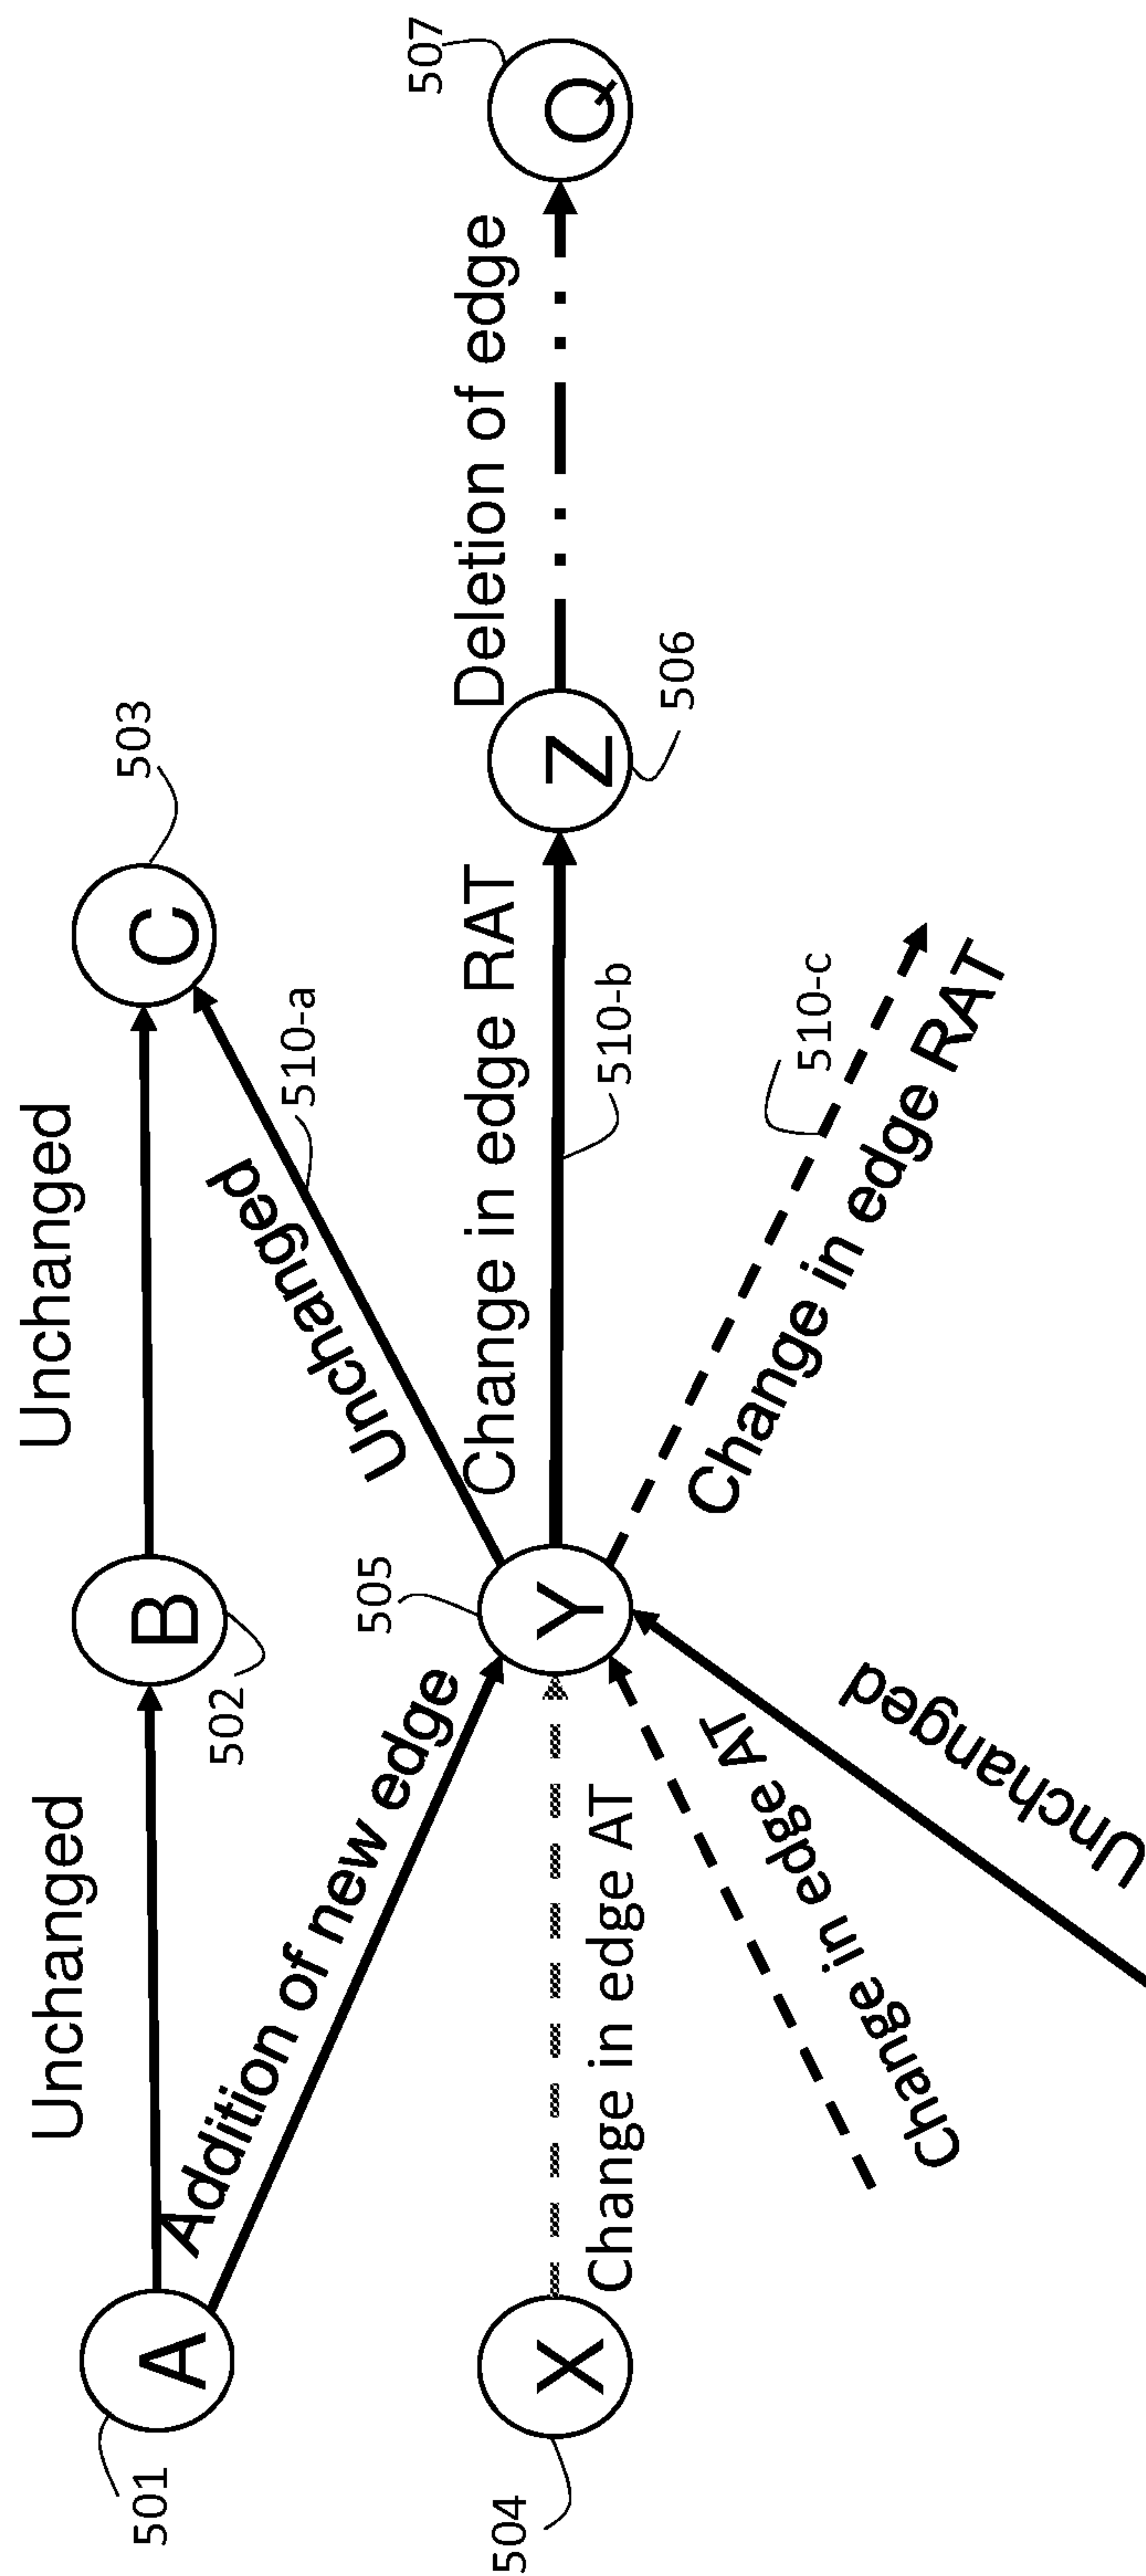 Unchanged
Unchanged
501
A
B
502
C
503
Addition of new edge
Unchanged
510-a
505
Change in edge RAT
Deletion of edge
507
504
X
Y
Z
Q
510-b
506
Change in edge AT
Change in edge AT
510-c
Change in edge RAT
Unchanged